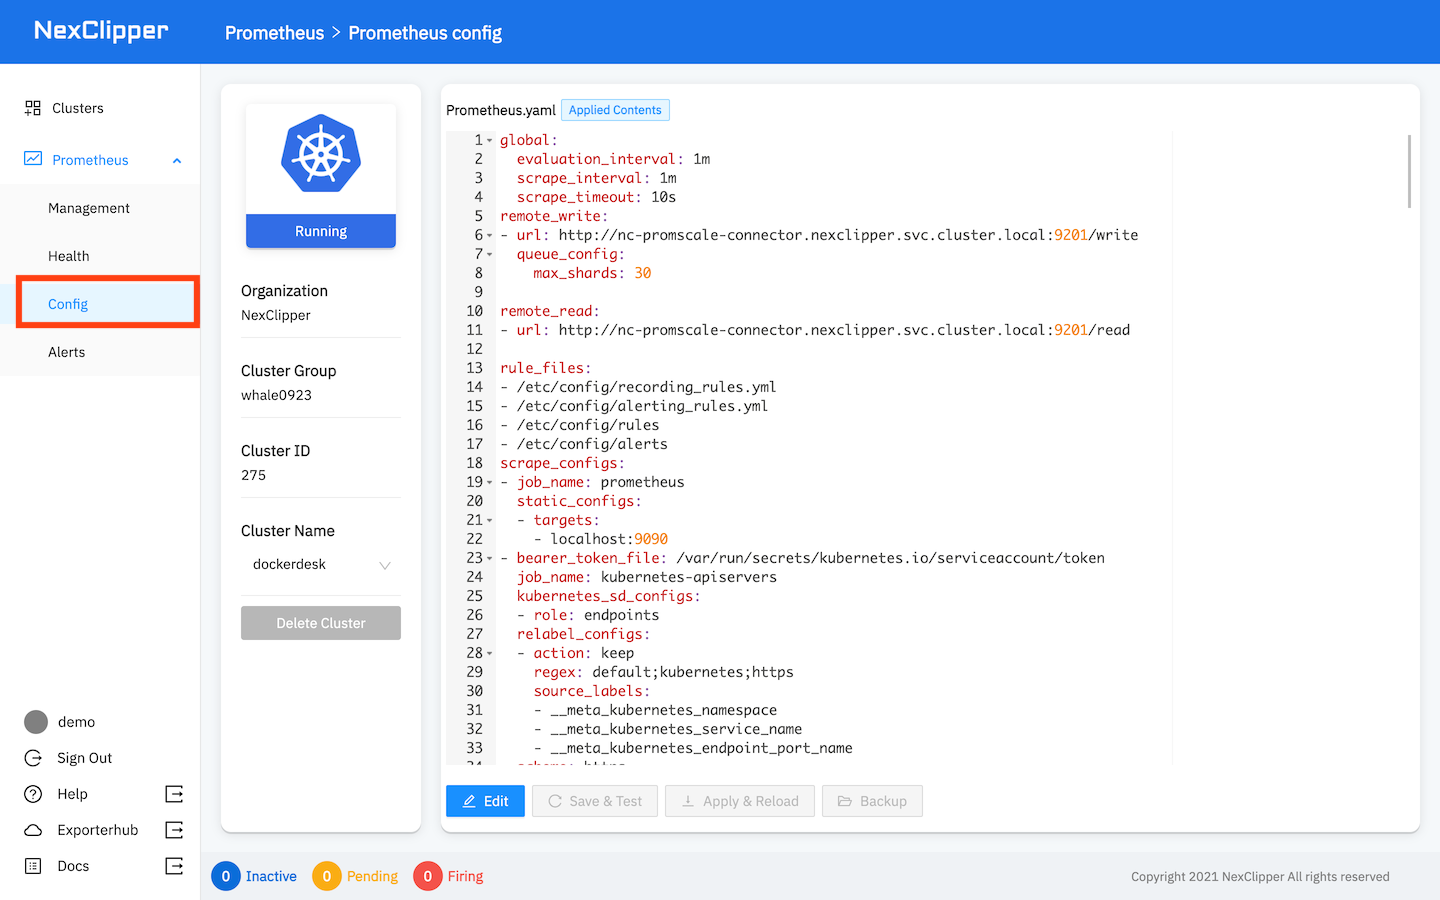 NexClipper
Prometheus > Prometheus config
Clusters
Prometheus
Management
Health
Config
Alerts
demo
Sign Out
Help
Exporterhub
Docs
Running
Organization
NexClipper
Cluster Group
whale0923
Cluster ID
275
Cluster Name
dockerdesk
Delete Cluster
Prometheus.yaml Applied Contents
1 global:
2   evaluation_interval: 1m
3   scrape_interval: 1m
4   scrape_timeout: 10s
5 remote_write:
6 - url: http://nc-promscale-connector.nexclipper.svc.cluster.local:9201/write
7   queue_config:
8     max_shards: 30
9
10 remote_read:
11 - url: http://nc-promscale-connector.nexclipper.svc.cluster.local:9201/read
12
13 rule_files:
14 - /etc/config/recording_rules.yml
15 - /etc/config/alerting_rules.yml
16 - /etc/config/rules
17 - /etc/config/alerts
18 scrape_configs:
19 - job_name: prometheus
20   static_configs:
21   - targets:
22     - localhost:9090
23 - bearer_token_file: /var/run/secrets/kubernetes.io/serviceaccount/token
24   job_name: kubernetes-apiservers
25   kubernetes_sd_configs:
26   - role: endpoints
27   relabel_configs:
28   - action: keep
29     regex: default;kubernetes;https
30     source_labels:
31     - __meta_kubernetes_namespace
32     - __meta_kubernetes_service_name
33     - __meta_kubernetes_endpoint_port_name
Edit Save & Test Apply & Reload Backup
0 Inactive 0 Pending 0 Firing
Copyright 2021 NexClipper All rights reserved